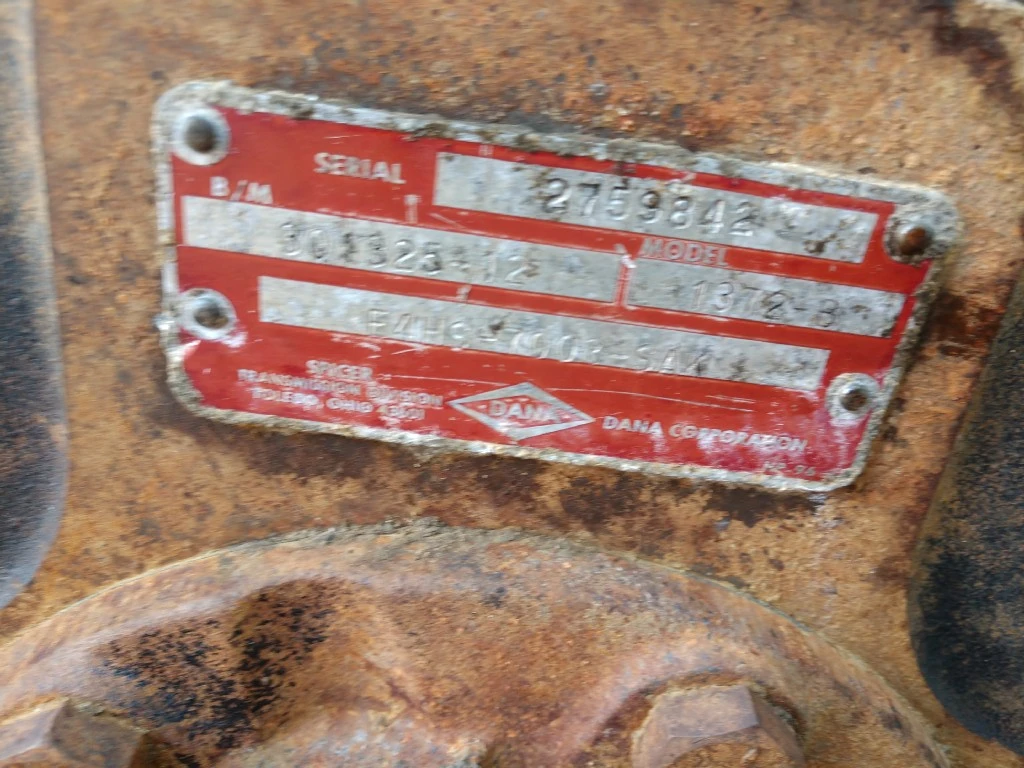 SERIAL 2759842
B/M MODEL
301325-12 1372-B
SPICER
TRANSMISSION DIVISION
TOLEDO, OHIO
DANA
DANA CORPORATION